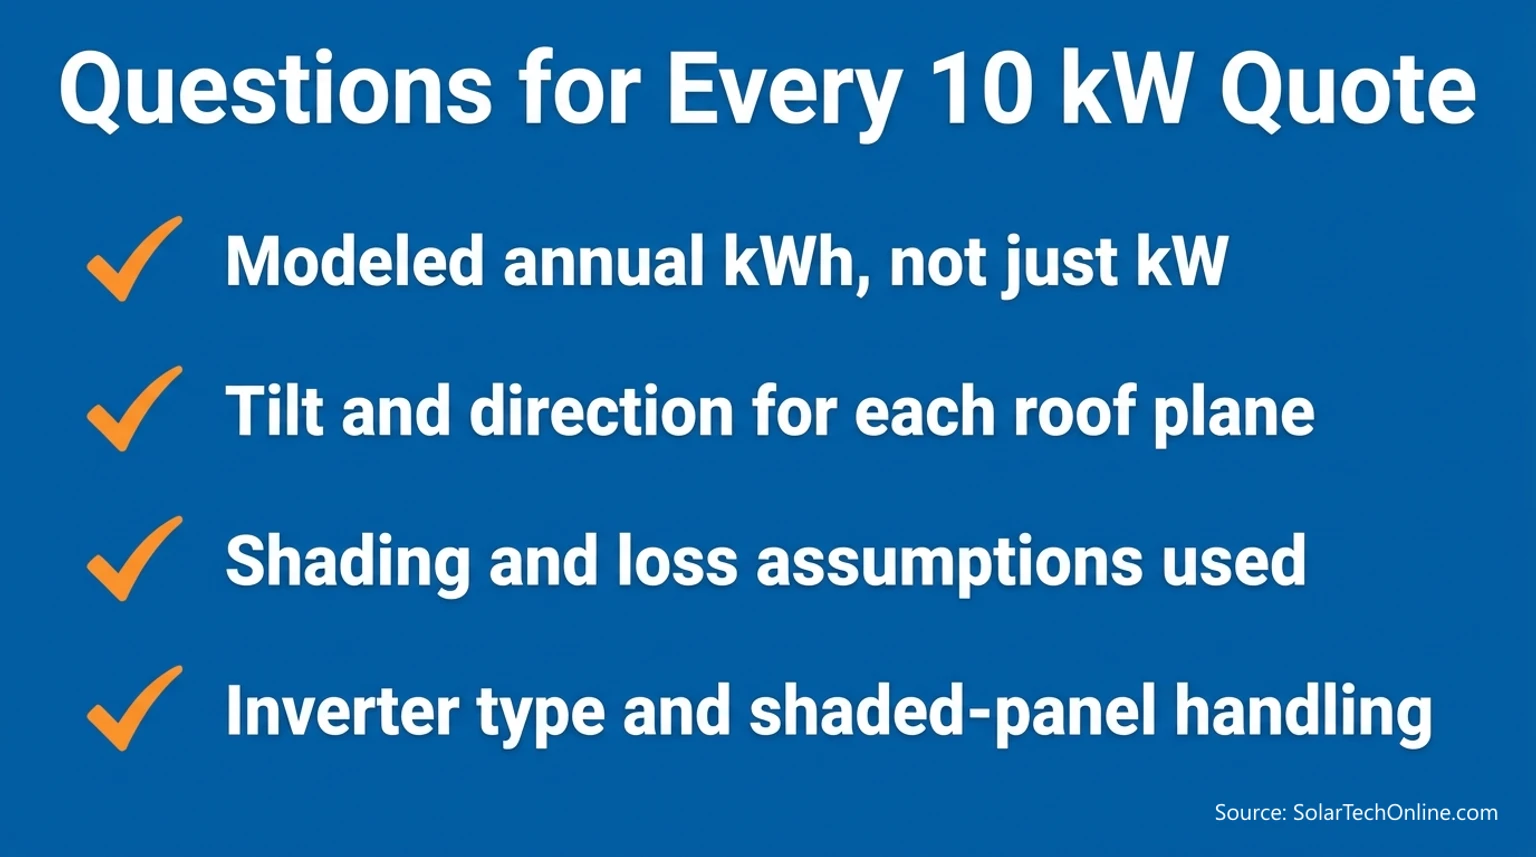 Questions for Every 10 kW Quote
Modeled annual kWh, not just kW
Tilt and direction for each roof plane
Shading and loss assumptions used
Inverter type and shaded-panel handling
Source: SolarTechOnline.com